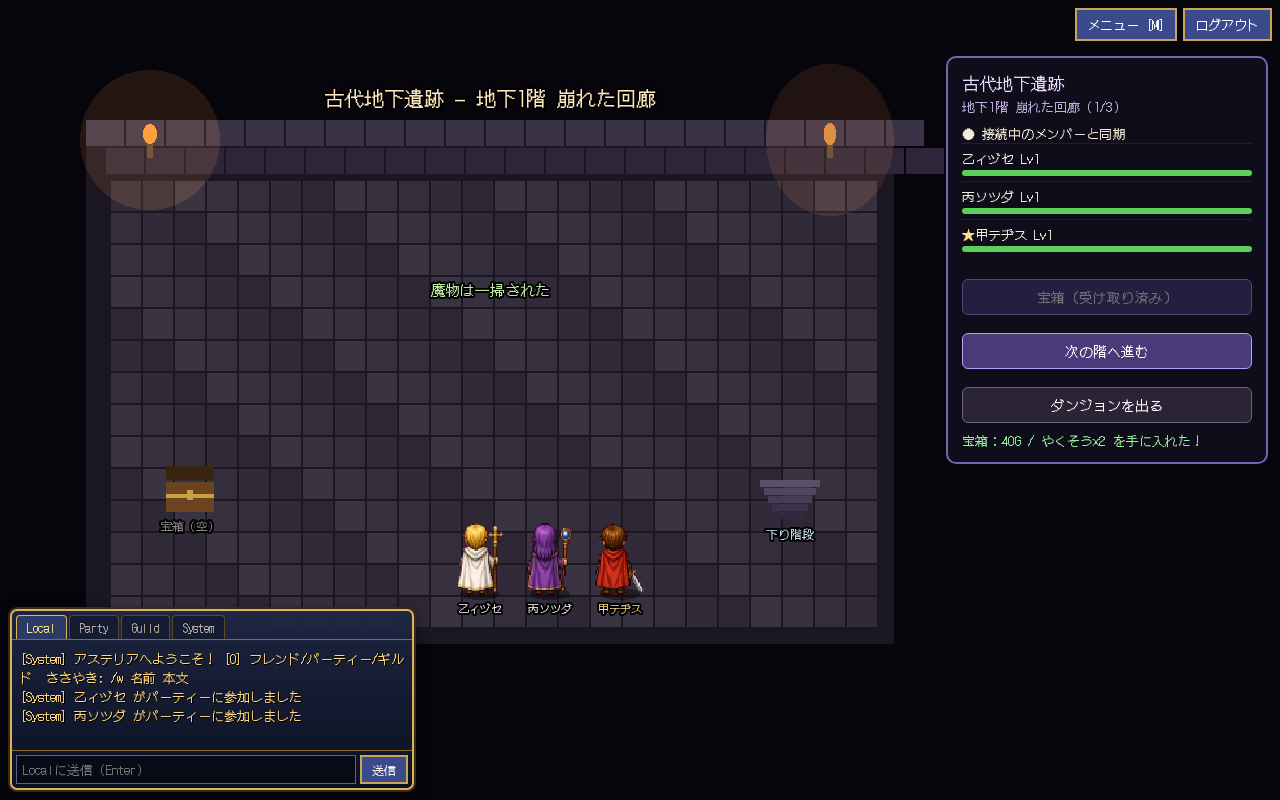 メニュー [M]
ログアウト
古代地下遺跡 – 地下1階 崩れた回廊
魔物は一掃された
宝箱（空）
下り階段
乙ィヅセ
丙ソツダ
甲テヂス
古代地下遺跡
地下1階 崩れた回廊（1/3）
● 接続中のメンバーと同期
乙ィヅセ Lv1
丙ソツダ Lv1
★甲テヂス Lv1
宝箱（受け取り済み）
次の階へ進む
ダンジョンを出る
宝箱：40G / やくそうx2 を手に入れた！
Local
Party
Guild
System
[System] アステリアへようこそ！ [O] フレンド/パーティー/ギル
ド　ささやき: /w 名前 本文
[System] 乙ィヅセ がパーティーに参加しました
[System] 丙ソツダ がパーティーに参加しました
Localに送信（Enter）
送信